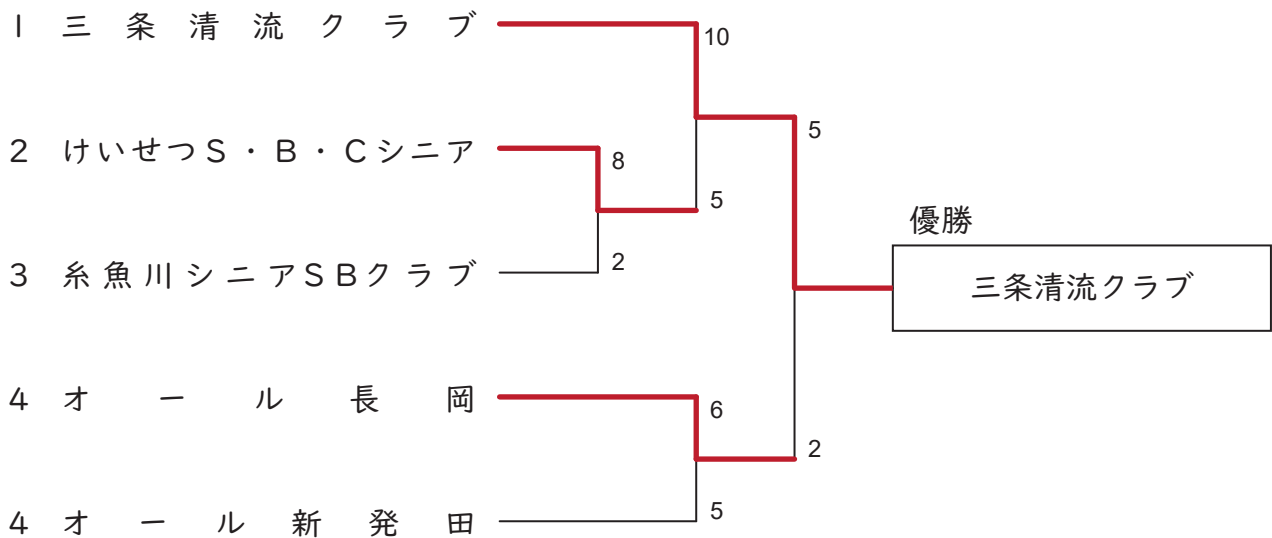 1 三条清流クラブ 10
5
2 けいせつS・B・Cシニア 8
5
優勝
3 糸魚川シニアSBクラブ 2
三条清流クラブ
4 オール長岡 6
2
4 オール新発田 5